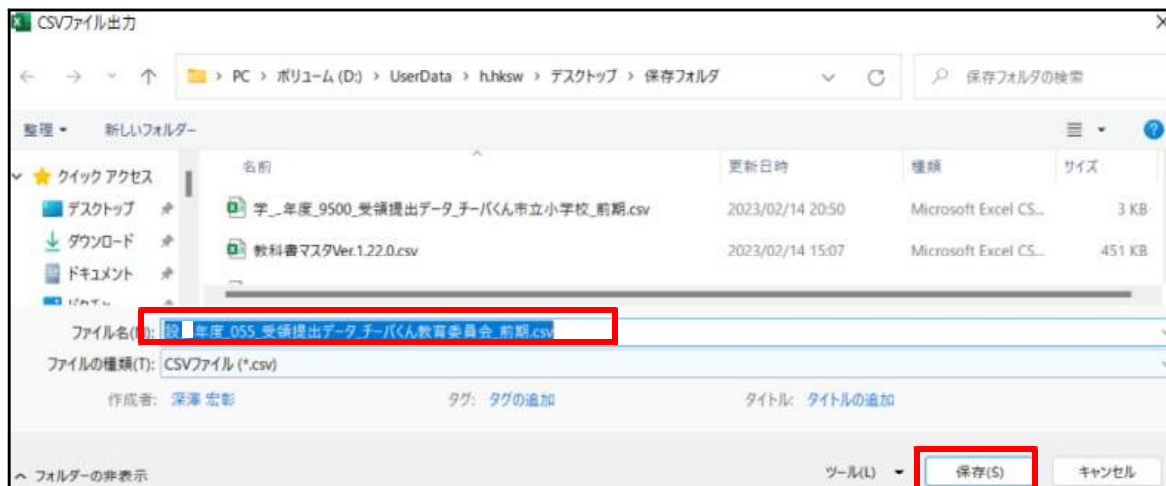 CSVファイル出力
PC > ボリューム (D:) > UserData > h.hksw > デスクトップ > 保存フォルダ
保存フォルダの検索
整理
新しいフォルダー
クイック アクセス
デスクトップ
ダウンロード
ドキュメント
名前 更新日時 種類 サイズ
学_._年度_9500_受領提出データ_チーバくん市立小学校_前期.csv 2023/02/14 20:50 Microsoft Excel CS... 3 KB
教科書マスタVer.1.22.0.csv 2023/02/14 15:07 Microsoft Excel CS... 451 KB
ファイル名(N): 設 年度_055_受領提出データ_チーバくん教育委員会_前期.csv
ファイルの種類(T): CSVファイル (*.csv)
作成者: 深澤 宏彰 タグ: タグの追加 タイトル: タイトルの追加
フォルダーの非表示 ツール(L) 保存(S) キャンセル